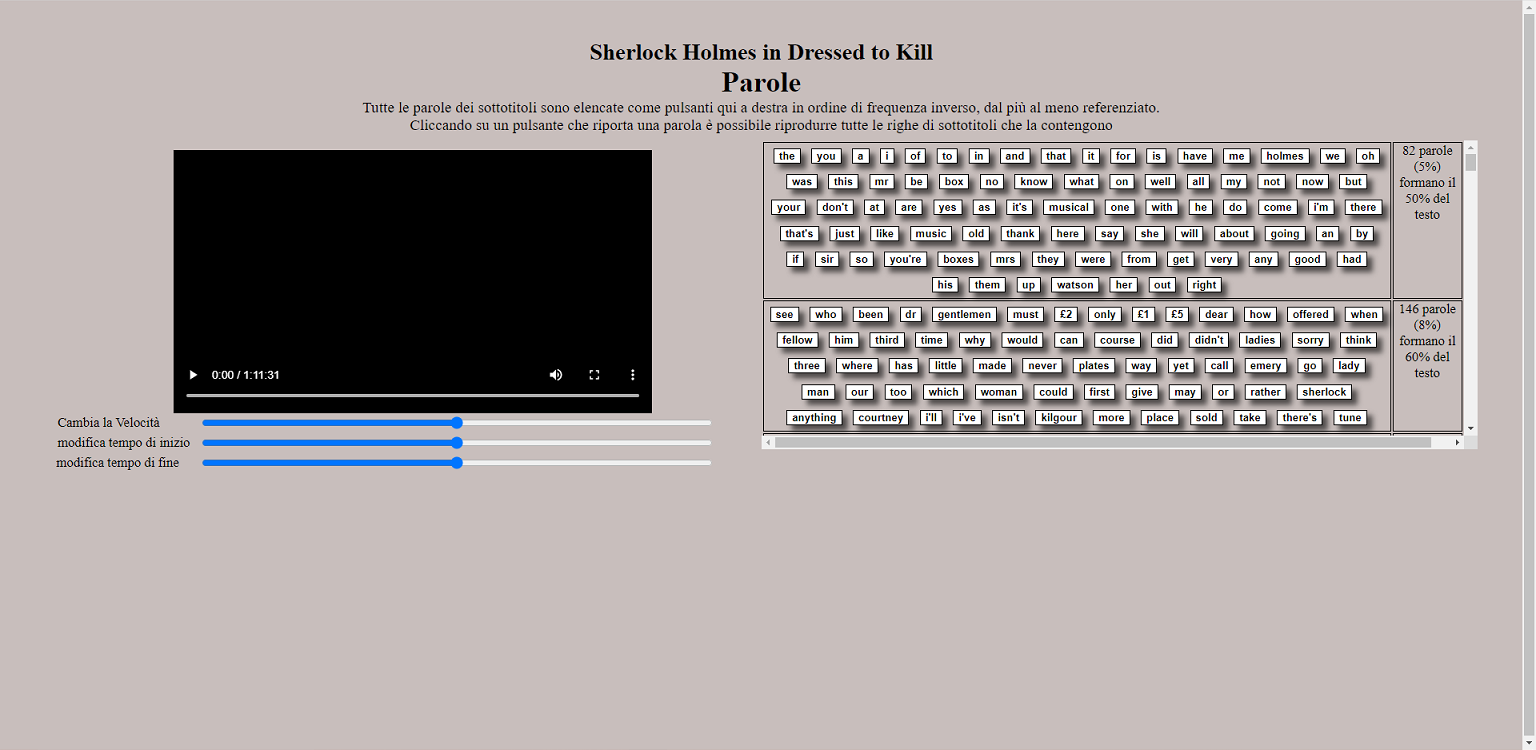 Sherlock Holmes in Dressed to Kill
Parole
Tutte le parole dei sottotitoli sono elencate come pulsanti qui a destra in ordine di frequenza inverso, dal più al meno referenziato.
Cliccando su un pulsante che riporta una parola è possibile riprodurre tutte le righe di sottotitoli che la contengono
0:00 / 1:11:31
Cambia la Velocità
modifica tempo di inizio
modifica tempo di fine
the you a i of to in and that it for is have me holmes we oh
was this mr be box no know what on well all my not now but
your don't at are yes as it's musical one with he do come i'm there
that's just like music old thank here say she will about going an by
if sir so you're boxes mrs they were from get very any good had
his them up watson her out right
82 parole
(5%)
formano il
50% del
testo
see who been dr gentlemen must £2 only £1 £5 dear how offered when
fellow him third time why would can course did didn't ladies sorry think
three where has little made never plates way yet call emery go lady
man our too which woman could first give may or rather sherlock
anything courtney i'll i've isn't kilgour more place sold take there's tune
146 parole
(8%)
formano il
60% del
testo